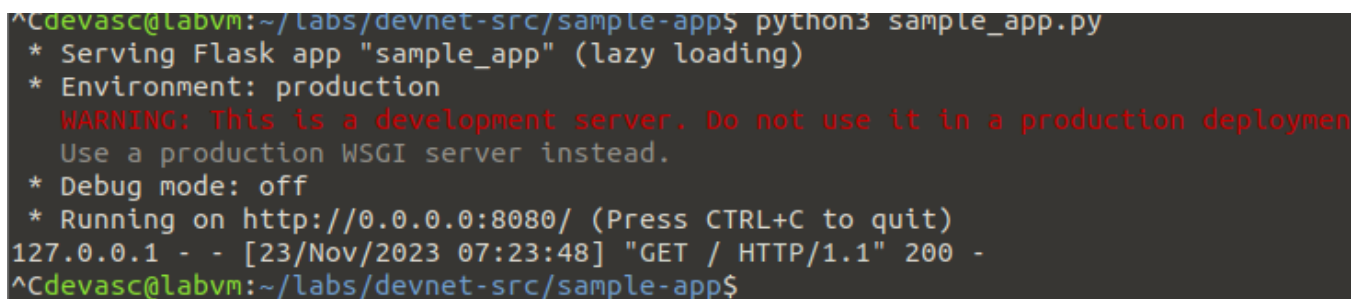 ^Cdevasc@labvm:~/labs/devnet-src/sample-app$ python3 sample_app.py
 * Serving Flask app "sample_app" (lazy loading)
 * Environment: production
   WARNING: This is a development server. Do not use it in a production deploymen
   Use a production WSGI server instead.
 * Debug mode: off
 * Running on http://0.0.0.0:8080/ (Press CTRL+C to quit)
127.0.0.1 - - [23/Nov/2023 07:23:48] "GET / HTTP/1.1" 200 -
^Cdevasc@labvm:~/labs/devnet-src/sample-app$